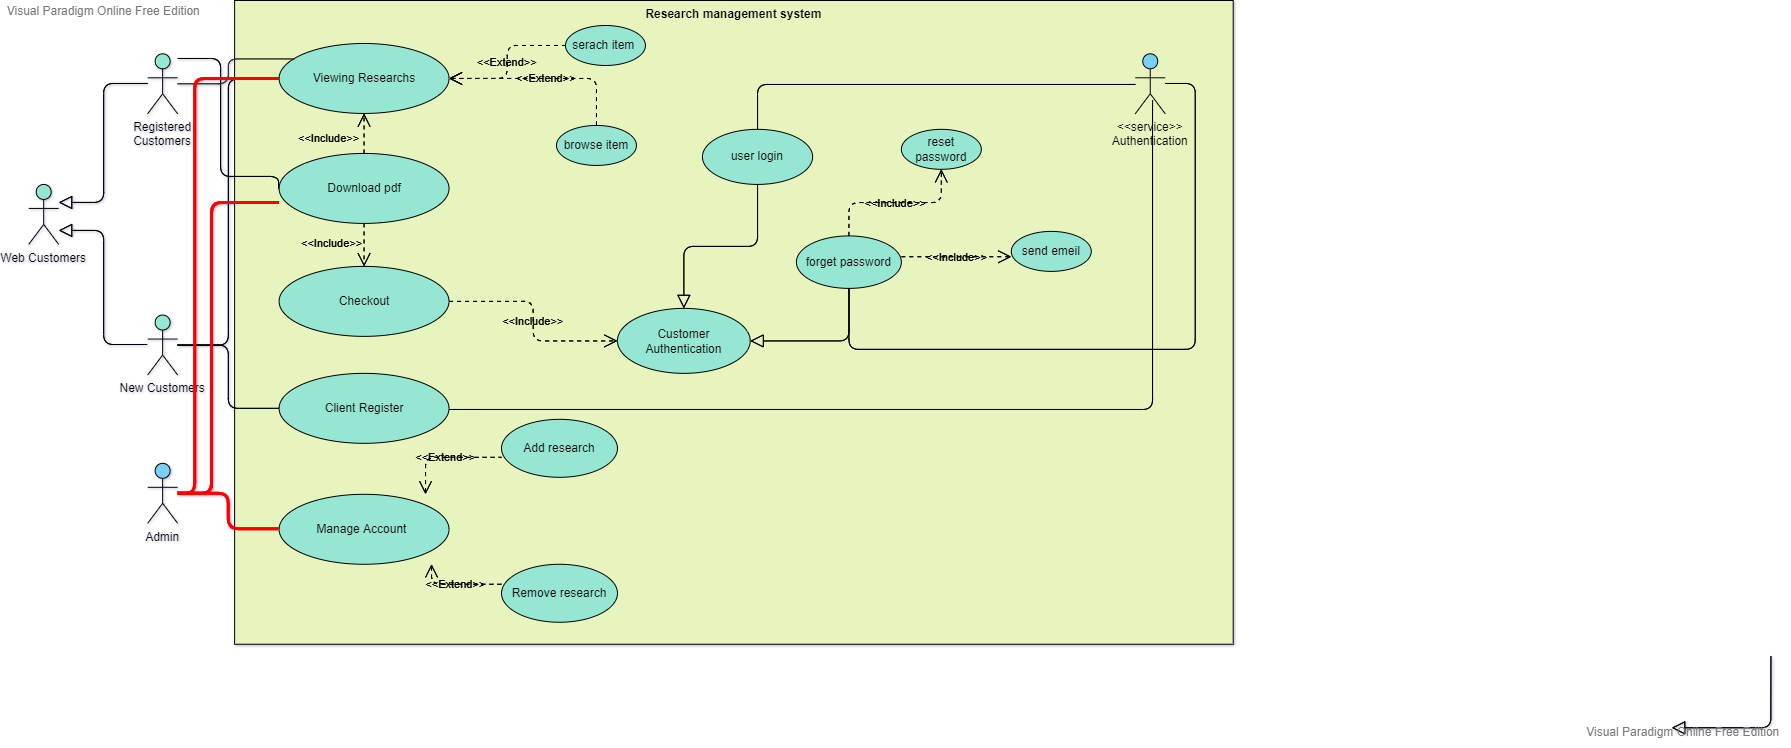 Visual Paradigm Online Free Edition
Research management system
serach item
<<Extend>>
Viewing Researchs
<<Extend>>
Registered
Customers
<<service>>
Authentication
<<Include>>
browse item
reset
password
user login
Download pdf
<<Include>>
<<Include>>
Web Customers
forget password
<<Include>>
send emeil
Checkout
<<Include>>
Customer
Authentication
New Customers
Client Register
<<Extend>>
Add research
Manage Account
Admin
<<Extend>>
Remove research
Visual Paradigm Online Free Edition